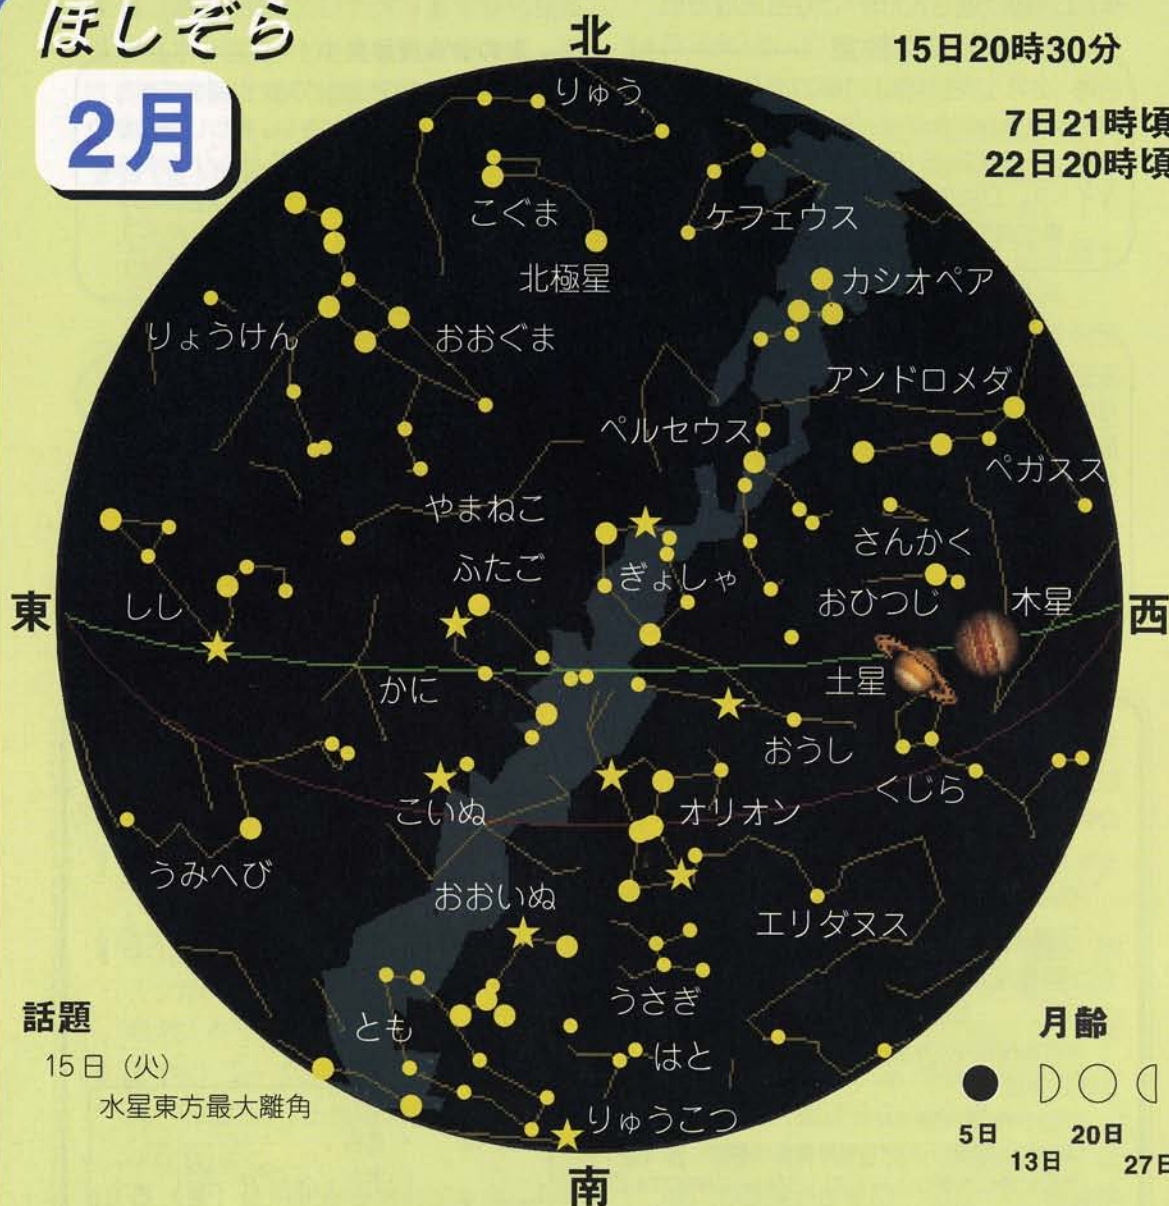 ほしぞら
2月
北
15日20時30分
7日21時頃
22日20時頃
りゅう
こぐま
ケフェウス
北極星
カシオペア
りょうけん
おおぐま
アンドロメダ
ペルセウス
ペガスス
やまねこ
さんかく
ふたご
ぎょしゃ
おひつじ
木星
東
しし
西
かに
土星
おうし
くじら
こいぬ
オリオン
うみへび
おおいぬ
エリダヌス
うさぎ
とも
はと
りゅうこつ
南
話題
15日（火）
水星東方最大離角
月齢
5日
20日
13日
27日